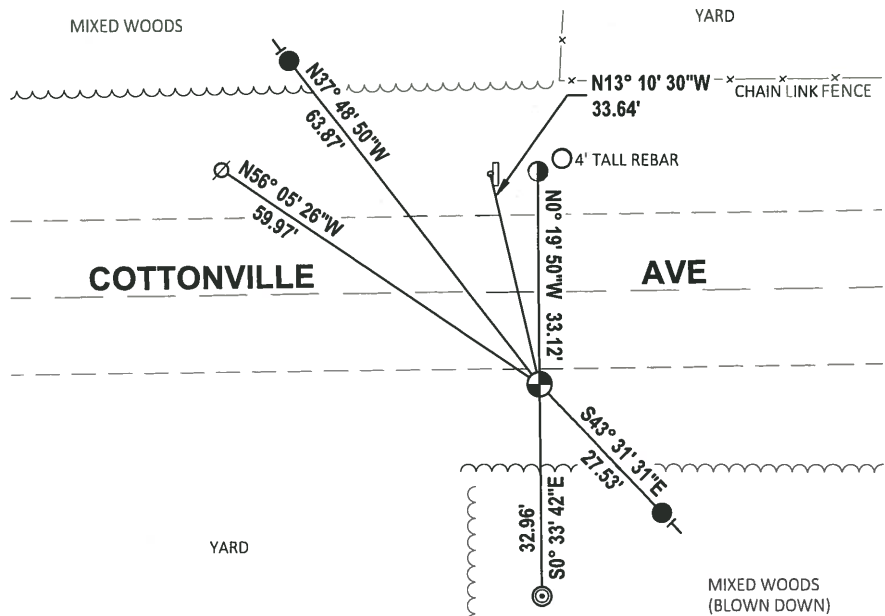 YARD
MIXED WOODS
N13° 10' 30"W
33.64'
CHAIN LINK FENCE
N37° 48' 50"W
63.87'
4' TALL REBAR
N56° 05' 26"W
59.97'
N0° 19' 50"W 33.12'
COTTONVILLE AVE
S43° 31' 31"E
27.53'
32.96'
S0° 33' 42"E
YARD
MIXED WOODS
(BLOWN DOWN)